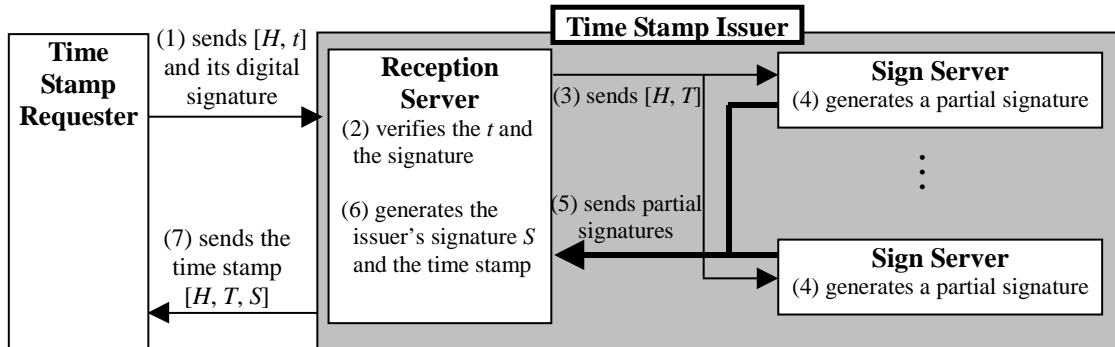 Time Stamp Issuer
Time
Stamp
Requester
(1) sends [H, t]
and its digital
signature
Reception
Server
(2) verifies the t and
the signature
(6) generates the
issuer's signature S
and the time stamp
(3) sends [H, T]
Sign Server
(4) generates a partial signature
⋮
(5) sends partial
signatures
Sign Server
(4) generates a partial signature
(7) sends the
time stamp
[H, T, S]